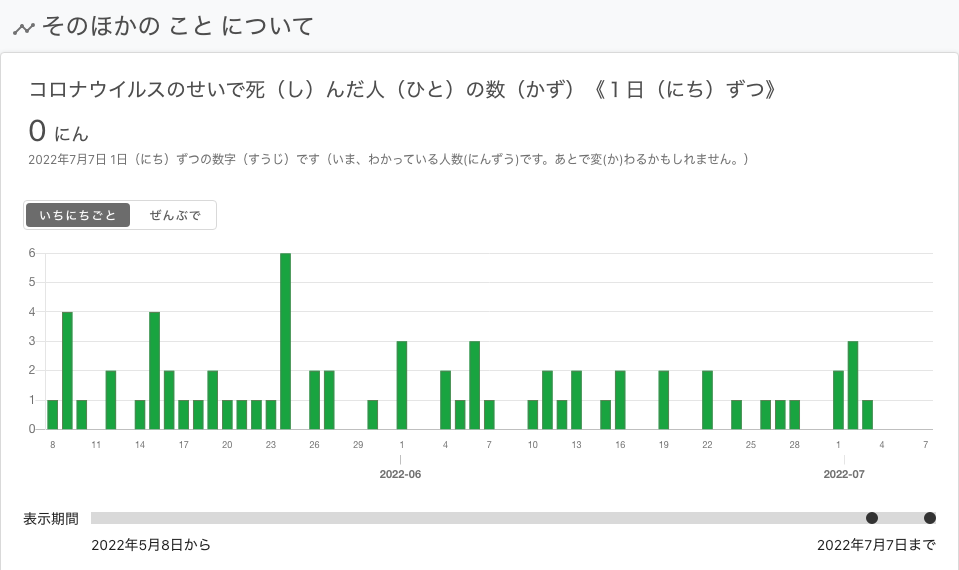 そのほかの こと について
コロナウイルスのせいで死（し）んだ人（ひと）の数（かず）《１日（にち）ずつ》
0 にん
2022年7月7日 1日（にち）ずつの数字（すうじ）です（いま、わかっている人数(にんずう)です。あとで変(か)わるかもしれません。）
いちにちごと ぜんぶで
6
5
4
3
2
1
0
8 11 14 17 20 23 26 29 1 4 7 10 13 16 19 22 25 28 1 4 7
2022-06 2022-07
表示期間
2022年5月8日から 2022年7月7日まで